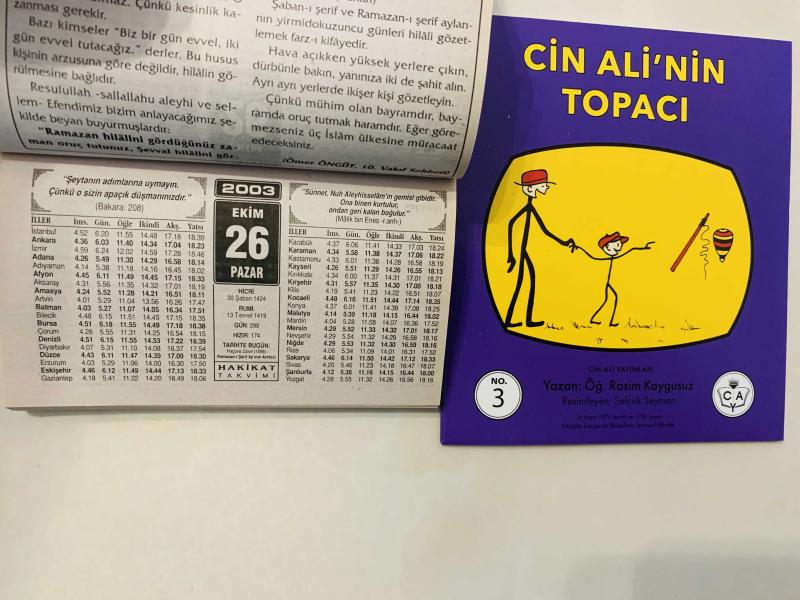 zanması gerekir.
Bazı kimseler "Biz bir gün evvel, iki
gün evvel tutacağız." derler. Bu husus
kişinin arzusuna göre değildir, hilâlin gö-
rülmesine bağlıdır.
Resulullah -sallallahu aleyhi ve sel-
lem- Efendimiz bizim anlayacağımız şe-
kilde beyan buyurmuşlardır:
"Ramazan hilâlini gördüğünüz za-
man oruç tutunuz, Şevval hilâlini gör-
Şaban-ı şerif ve Ramazan-ı şerif ayları-
nın yirmidokuzuncu günleri hilâli gözet-
lemek farz-ı kifâyedir.
Hava açıkken yüksek yerlere çıkın,
dürbünle bakın, yanınıza iki de şahit alın.
Ayrı ayrı yerlerde ikişer kişi gözetleyin.
Çünkü mühim olan bayramdır, bay-
ramda oruç tutmak haramdır. Eğer göre-
mezseniz üç İslâm ülkesine müracaat
edeceksiniz.
(Ömer ÖNGÜT, 10. Vakıf Sohbeti)
"Şeytanın adımlarına uymayın.
Çünkü o sizin apaçık düşmanınızdır."
(Bakara: 208)
İLLER İms. Gün. Öğle İkindi Akş. Yatsı
İstanbul 4.52 6.20 11.55 14.48 17.18 18.39
Ankara 4.36 6.03 11.40 14.34 17.04 18.23
İzmir 4.59 6.24 12.02 14.59 17.28 18.46
Adana 4.26 5.49 11.30 14.29 16.58 18.14
Adıyaman 4.14 5.38 11.18 14.16 16.45 18.02
Afyon 4.45 6.11 11.49 14.45 17.15 18.33
Aksaray 4.31 5.56 11.35 14.32 17.01 18.19
Amasya 4.24 5.52 11.28 14.21 16.51 18.11
Artvin 4.01 5.29 11.04 13.56 16.26 17.47
Batman 4.03 5.27 11.07 14.05 16.34 17.51
Bilecik 4.48 6.15 11.51 14.45 17.15 18.35
Bursa 4.51 6.18 11.55 14.49 17.18 18.38
Çorum 4.28 5.55 11.31 14.25 16.54 18.15
Denizli 4.51 6.15 11.55 14.53 17.22 18.39
Diyarbakır 4.07 5.31 11.10 14.08 16.37 17.54
Düzce 4.43 6.11 11.47 14.39 17.09 18.30
Erzurum 4.03 5.29 11.06 14.00 16.30 17.50
Eskişehir 4.46 6.12 11.49 14.44 17.13 18.33
Gaziantep 4.18 5.41 11.22 14.20 16.49 18.06
2003
EKİM
26
PAZAR
HİCRİ:
30 Şaban 1424
RUMİ:
13 Teşrin 1419
GÜN: 299
HIZIR: 174
TARİHTE BUGÜN:
Ramazan-ı Şerif Ay'ının Arefesi
HAKİKAT
TAKVİMİ
"Sünnet, Nuh Aleyhisselâm'ın gemisi gibidir.
Ona binen kurtulur,
ondan geri kalan boğulur."
(Mâlik bin Enes -r.anh-)
İLLER İms. Gün. Öğle İkindi Akş. Yatsı
Karabük 4.37 6.06 11.41 14.33 17.03 18.24
Karaman 4.34 5.58 11.38 14.37 17.06 18.22
Kastamonu 4.33 6.01 11.36 14.28 16.58 18.19
Kayseri 4.26 5.51 11.29 14.26 16.55 18.13
Kırıkkale 4.34 6.00 11.37 14.31 17.01 18.21
Kırşehir 4.31 5.57 11.35 14.30 17.00 18.18
Kilis 4.19 5.41 11.23 14.22 16.51 18.07
Kocaeli 4.48 6.16 11.51 14.44 17.14 18.35
Konya 4.37 6.01 11.41 14.39 17.08 18.25
Malatya 4.14 5.39 11.18 14.15 16.44 18.02
Mardin 4.04 5.28 11.08 14.07 16.36 17.52
Mersin 4.29 5.52 11.33 14.32 17.01 18.17
Nevşehir 4.29 5.54 11.32 14.29 16.58 18.16
Niğde 4.29 5.53 11.32 14.30 16.59 18.16
Rize 4.06 5.34 11.09 14.01 16.31 17.52
Sakarya 4.46 6.14 11.50 14.42 17.12 18.33
Sivas 4.20 5.46 11.23 14.18 16.47 18.07
Şanlıurfa 4.12 5.36 11.16 14.15 16.44 18.00
Yozgat 4.28 5.55 11.32 14.26 16.56 18.16
CİN ALİ'NİN
TOPACI
CİN ALİ YAYINLARI
NO.
3
Yazan: Öğ. Rasim Kaygusuz
Resimleyen: Selçuk Seymen
C A
Y